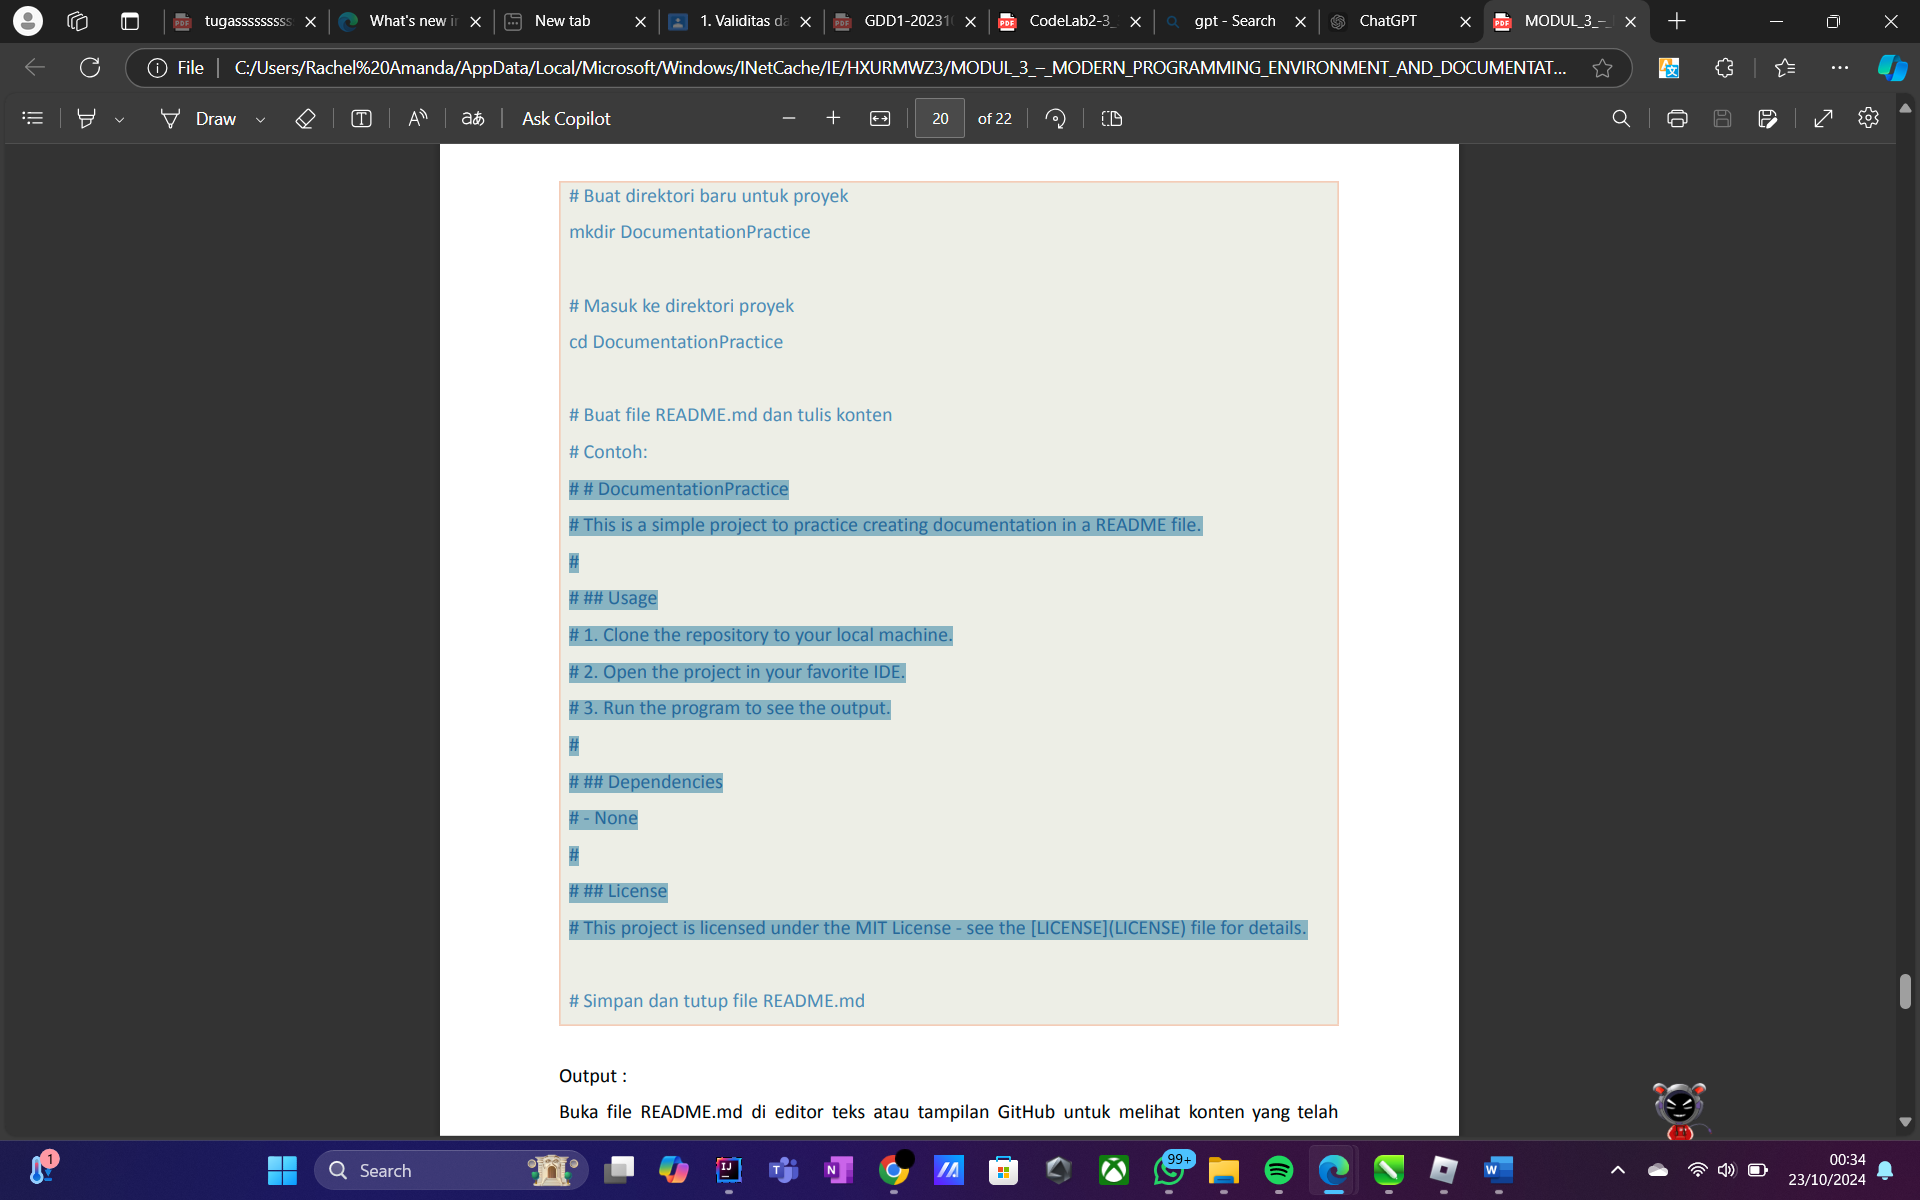 tugassssssssss
What's new in
New tab
1. Validitas da
GDD1-20231
CodeLab2-3_
gpt - Search
ChatGPT
MODUL_3_–_
File
C:/Users/Rachel%20Amanda/AppData/Local/Microsoft/Windows/INetCache/IE/HXURMWZ3/MODUL_3_–_MODERN_PROGRAMMING_ENVIRONMENT_AND_DOCUMENTAT...
Draw
Ask Copilot
20 of 22
# Buat direktori baru untuk proyek
mkdir DocumentationPractice
# Masuk ke direktori proyek
cd DocumentationPractice
# Buat file README.md dan tulis konten
# Contoh:
# # DocumentationPractice
# This is a simple project to practice creating documentation in a README file.
#
# ## Usage
# 1. Clone the repository to your local machine.
# 2. Open the project in your favorite IDE.
# 3. Run the program to see the output.
#
# ## Dependencies
# - None
#
# ## License
# This project is licensed under the MIT License - see the [LICENSE](LICENSE) file for details.
# Simpan dan tutup file README.md
Output :
Buka file README.md di editor teks atau tampilan GitHub untuk melihat konten yang telah
1
Search
99+
00:34
23/10/2024